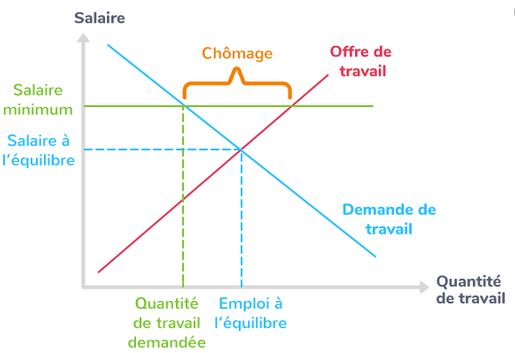 Salaire
Offre de
travail
Chômage
Salaire
minimum
Salaire à
l'équilibre
Demande de
travail
Quantité
de travail
Quantité
de travail
demandée
Emploi à
l'équilibre